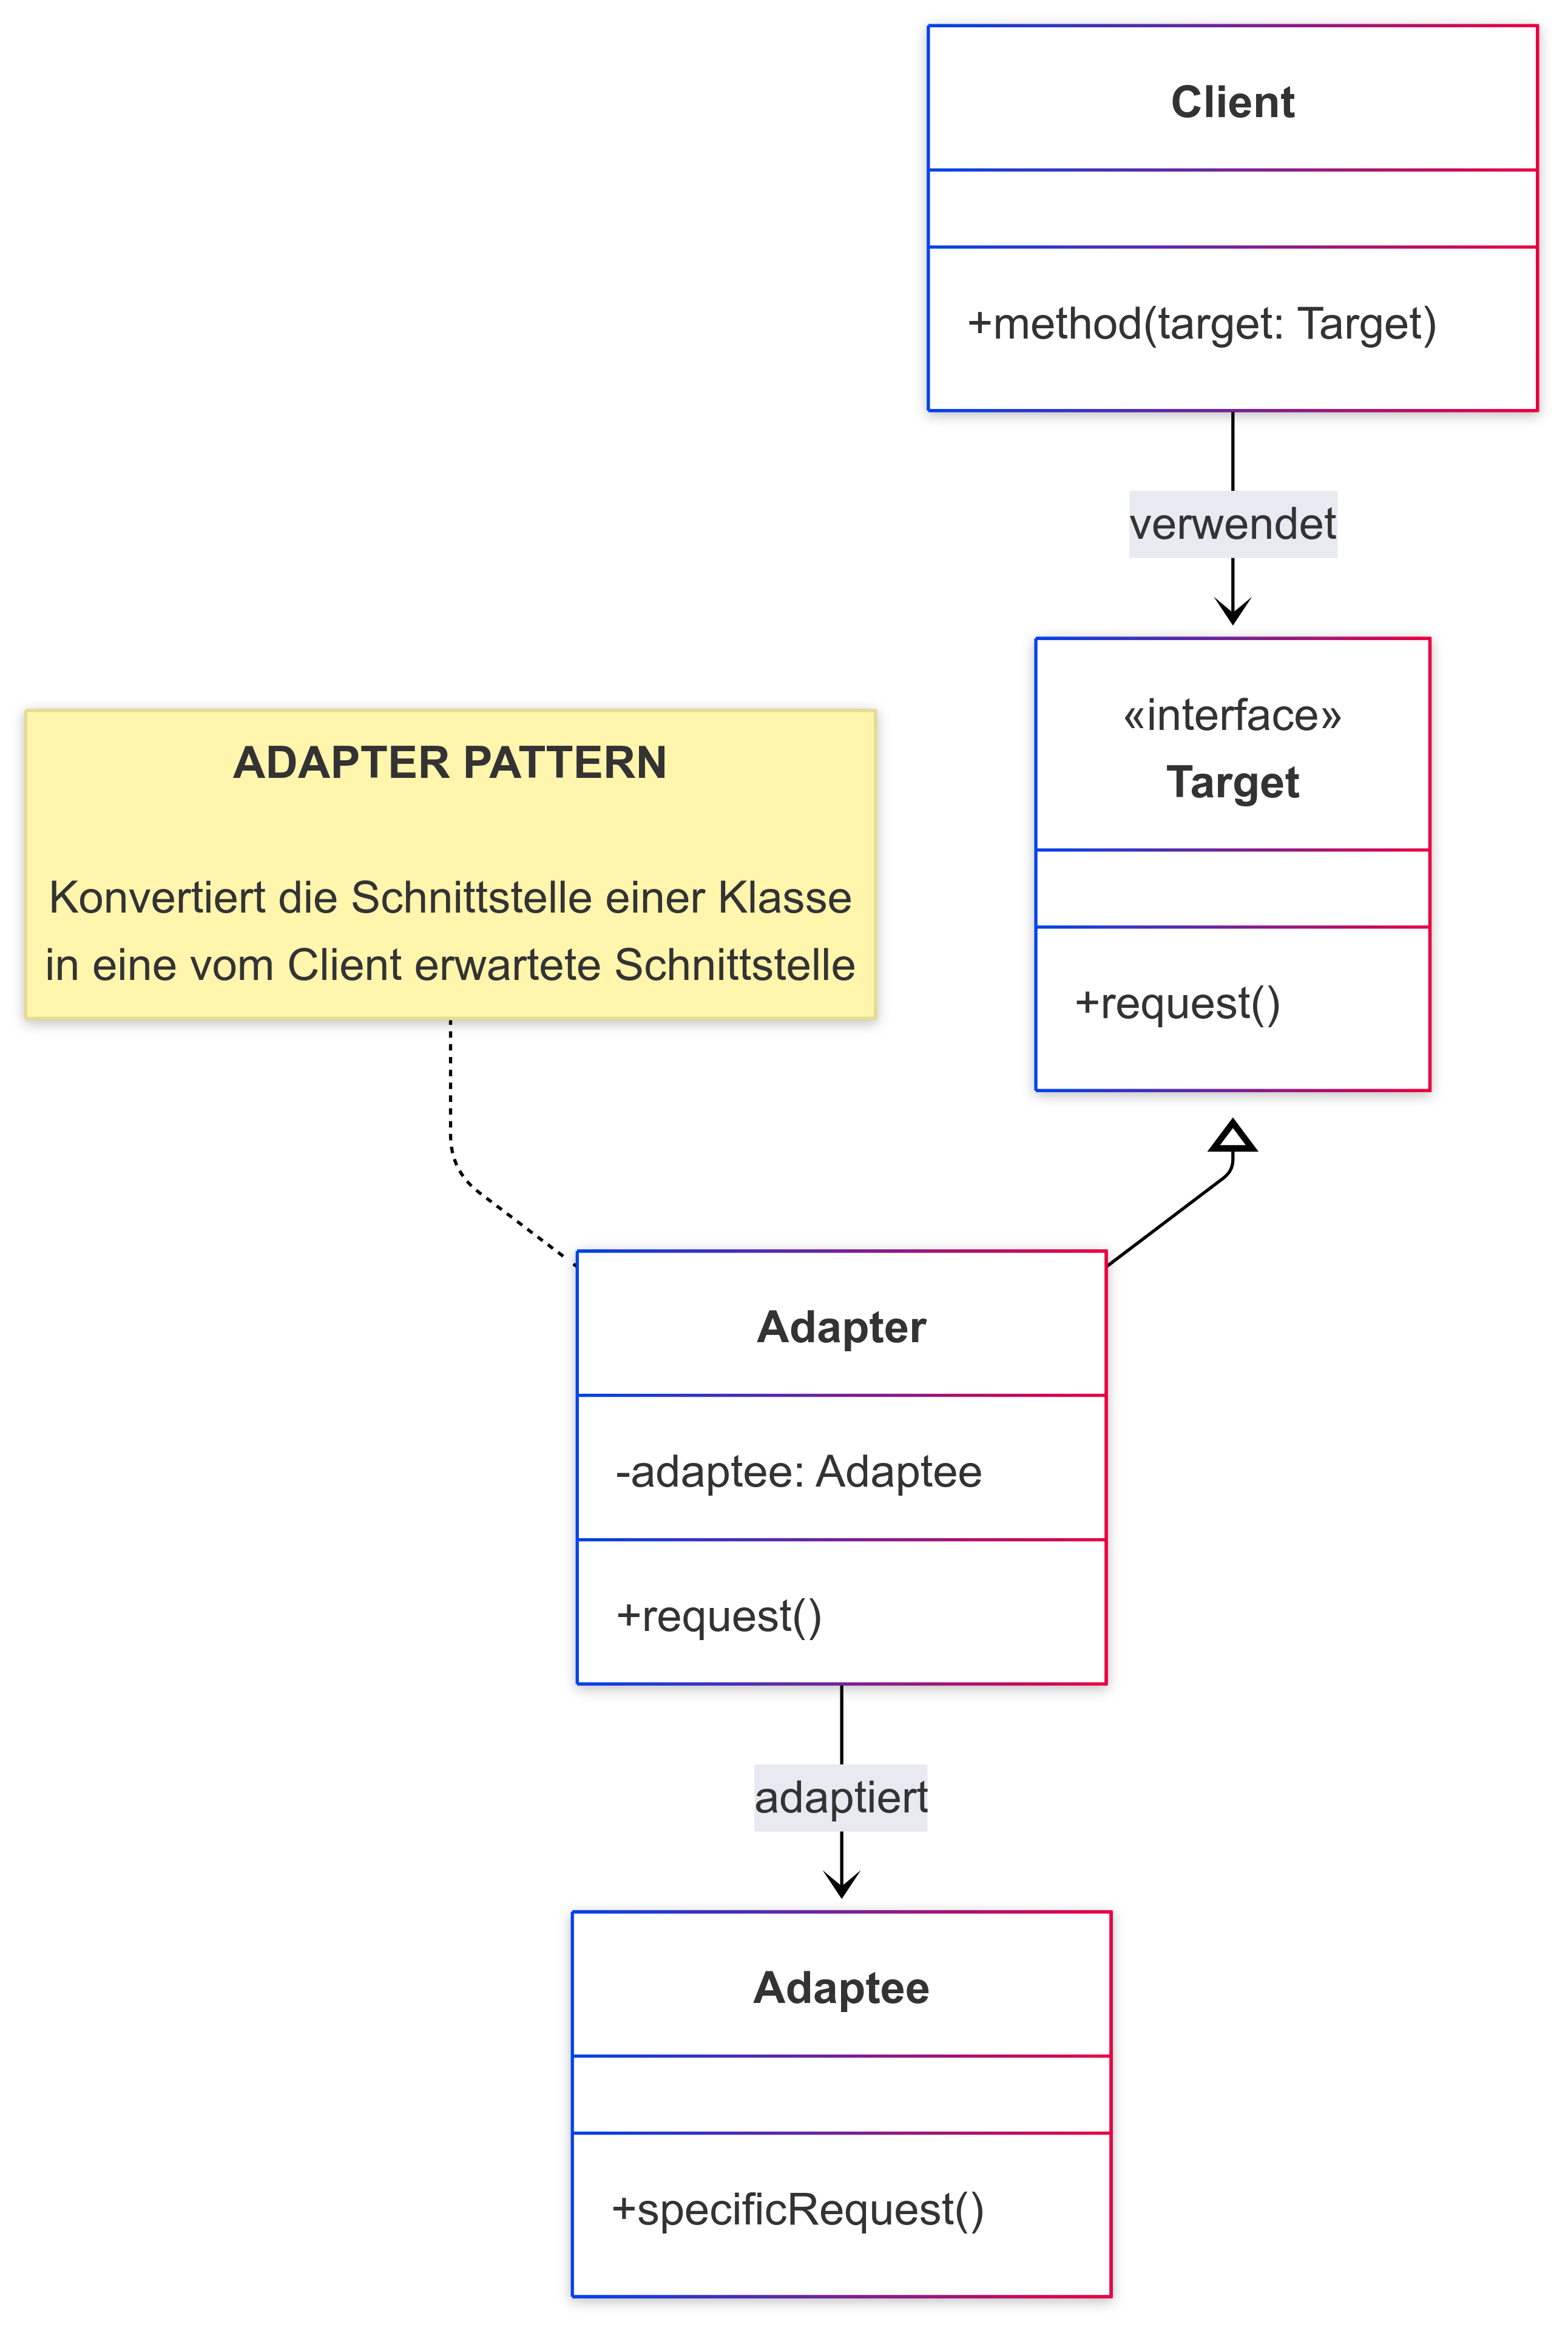 Client
+method(target: Target)
verwendet
«interface»
Target
+request()
ADAPTER PATTERN
Konvertiert die Schnittstelle einer Klasse
in eine vom Client erwartete Schnittstelle
Adapter
-adaptee: Adaptee
+request()
adaptiert
Adaptee
+specificRequest()